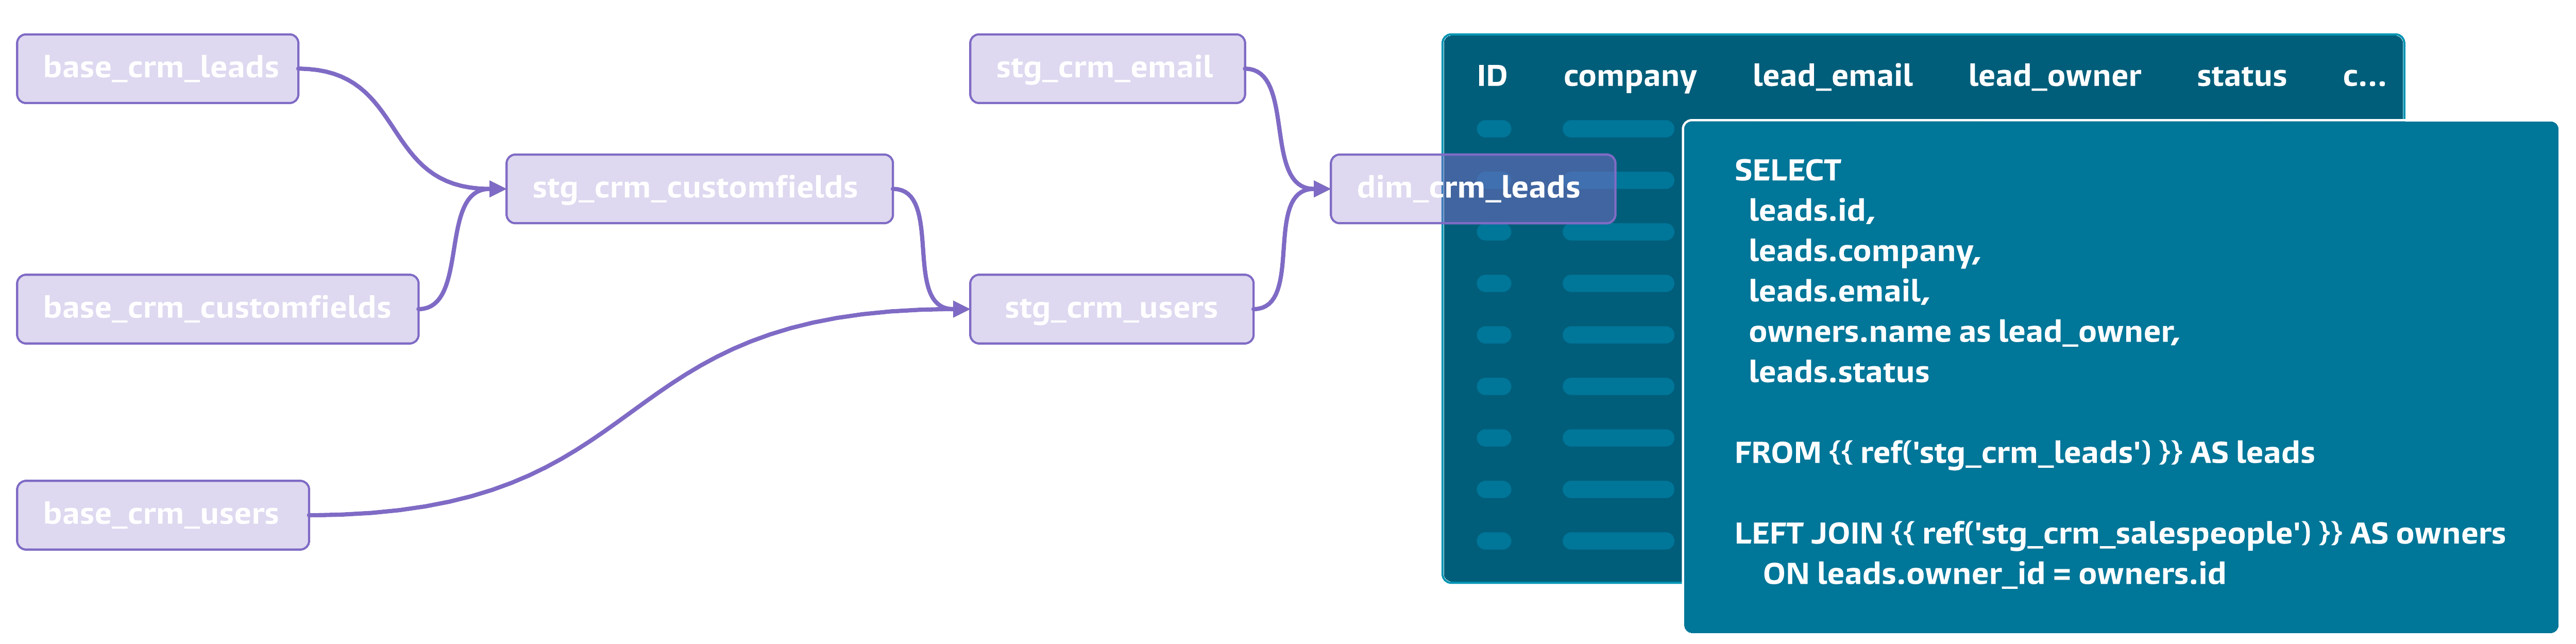 base_crm_leads
base_crm_customfields
base_crm_users
stg_crm_customfields
stg_crm_email
stg_crm_users
dim_crm_leads
ID company lead_email lead_owner status c...
SELECT
leads.id,
leads.company,
leads.email,
owners.name as lead_owner,
leads.status
FROM {{ ref('stg_crm_leads') }} AS leads
LEFT JOIN {{ ref('stg_crm_salespeople') }} AS owners
ON leads.owner_id = owners.id